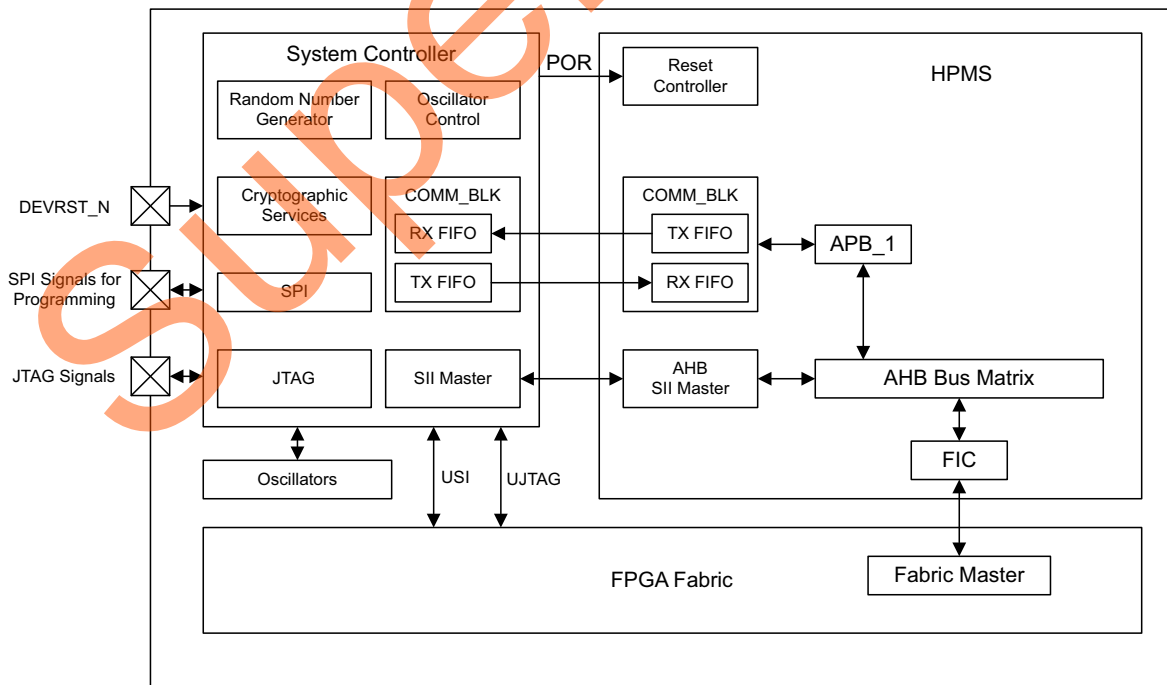 System Controller
POR
Reset
Controller
HPMS
Random Number
Generator
Oscillator
Control
DEVRST_N
Cryptographic
Services
COMM_BLK
RX FIFO
TX FIFO
COMM_BLK
TX FIFO
RX FIFO
APB_1
SPI Signals for
Programming
SPI
JTAG Signals
JTAG
SII Master
AHB
SII Master
AHB Bus Matrix
FIC
Oscillators
USI
UJTAG
FPGA Fabric
Fabric Master
Supe